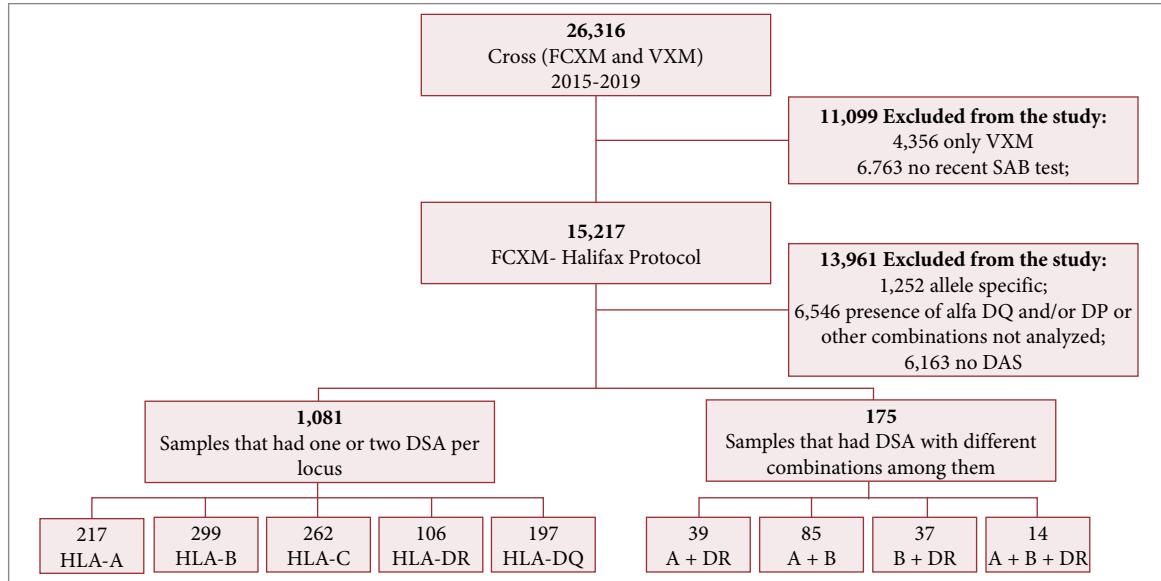 26,316
Cross (FCXM and VXM)
2015-2019
11,099 Excluded from the study:
4,356 only VXM
6.763 no recent SAB test;
15,217
FCXM- Halifax Protocol
13,961 Excluded from the study:
1,252 allele specific;
6,546 presence of alfa DQ and/or DP or
other combinations not analyzed;
6,163 no DAS
1,081
Samples that had one or two DSA per
locus
175
Samples that had DSA with different
combinations among them
217
HLA-A
299
HLA-B
262
HLA-C
106
HLA-DR
197
HLA-DQ
39
A + DR
85
A + B
37
B + DR
14
A + B + DR